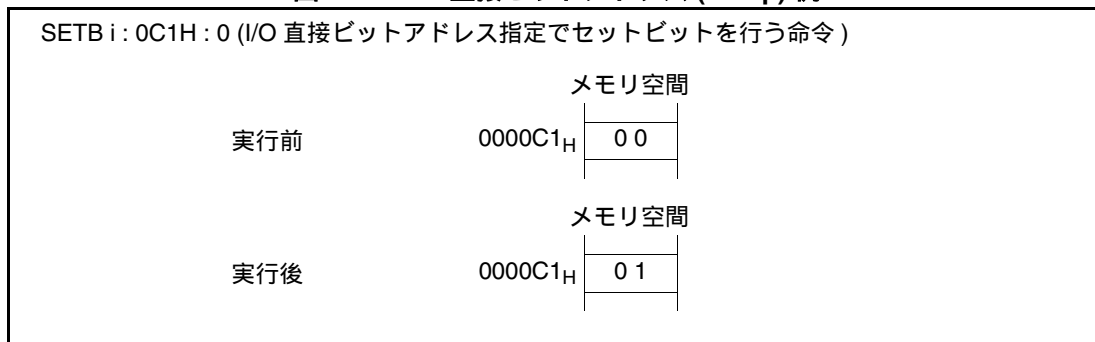 SETB i : 0C1H : 0 (I/O 直接ビットアドレス指定でセットビットを行う命令 )
メモリ空間
実行前 0000C1H 0 0
メモリ空間
実行後 0000C1H 0 1